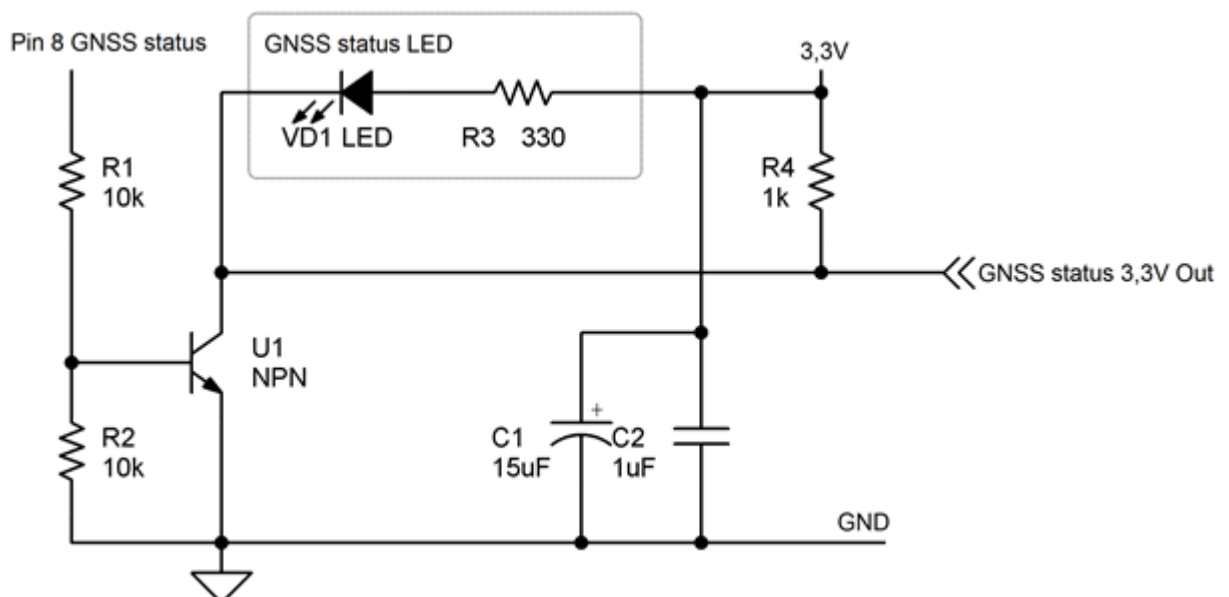 Pin 8 GNSS status
GNSS status LED
3,3V
VD1 LED
R3 330
R1
10k
R4
1k
GNSS status 3,3V Out
U1
NPN
R2
10k
+
C1
15uF
C2
1uF
GND